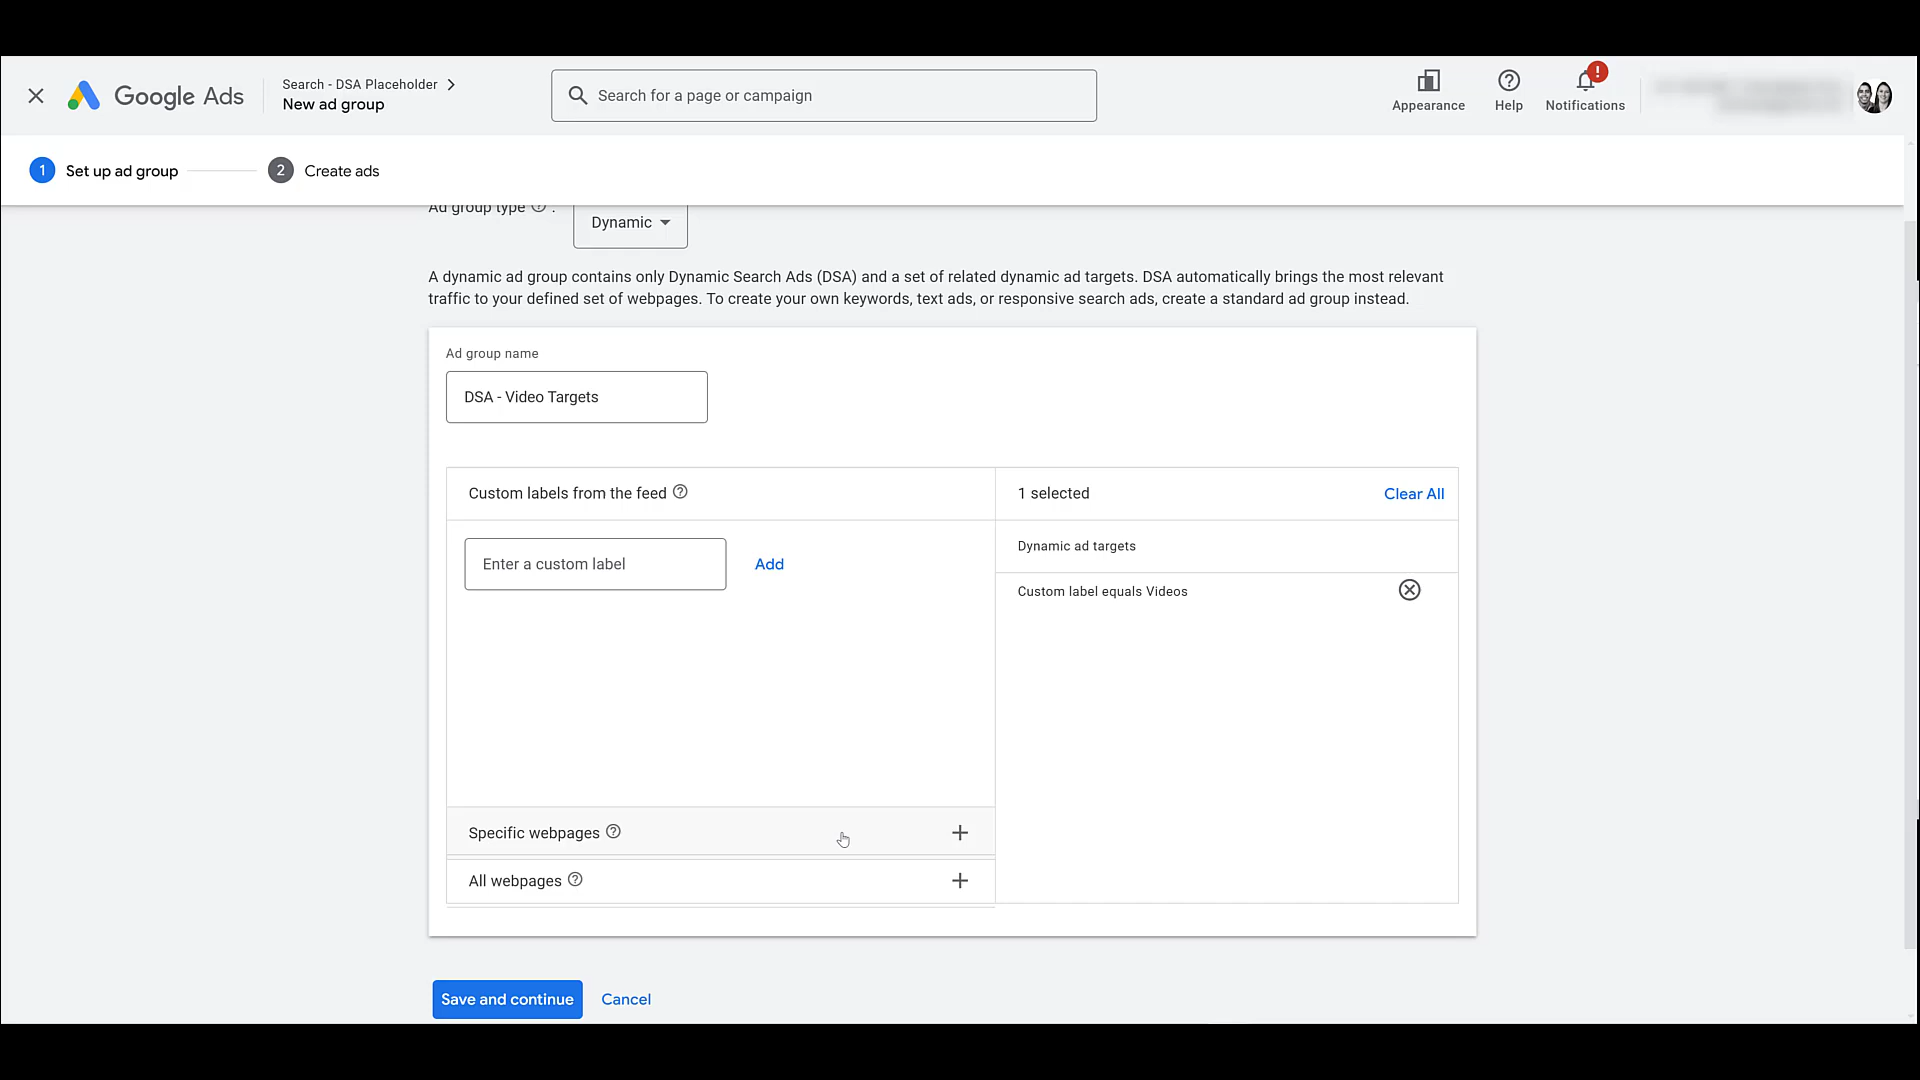 Google Ads
Search - DSA Placeholder
New ad group
Search for a page or campaign
Appearance
Help
!
Notifications
1 Set up ad group
2 Create ads
Ad group type :
Dynamic
A dynamic ad group contains only Dynamic Search Ads (DSA) and a set of related dynamic ad targets. DSA automatically brings the most relevant
traffic to your defined set of webpages. To create your own keywords, text ads, or responsive search ads, create a standard ad group instead.
Ad group name
DSA - Video Targets
Custom labels from the feed
1 selected
Clear All
Enter a custom label
Add
Dynamic ad targets
Custom label equals Videos
Specific webpages
All webpages
Save and continue
Cancel